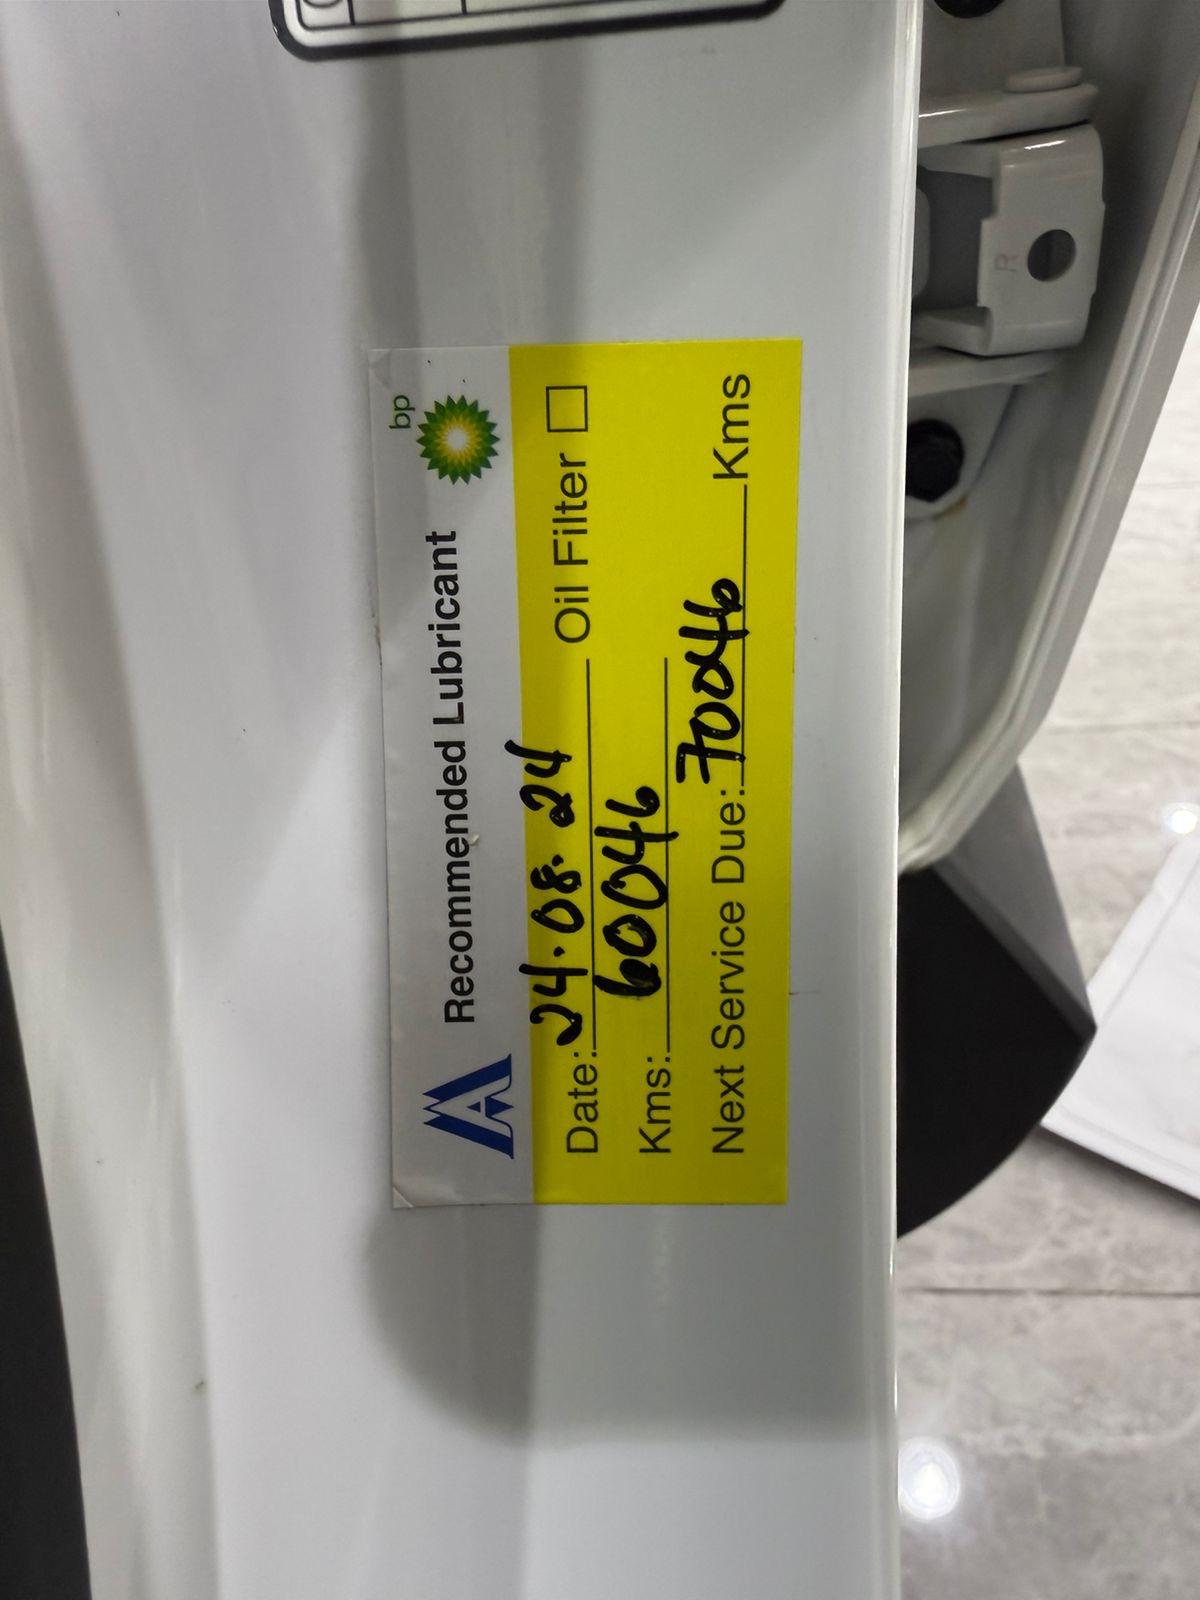 bp
Recommended Lubricant
Date: 24.08.24 Oil Filter
Kms: 60046
Next Service Due: 70046 Kms
R